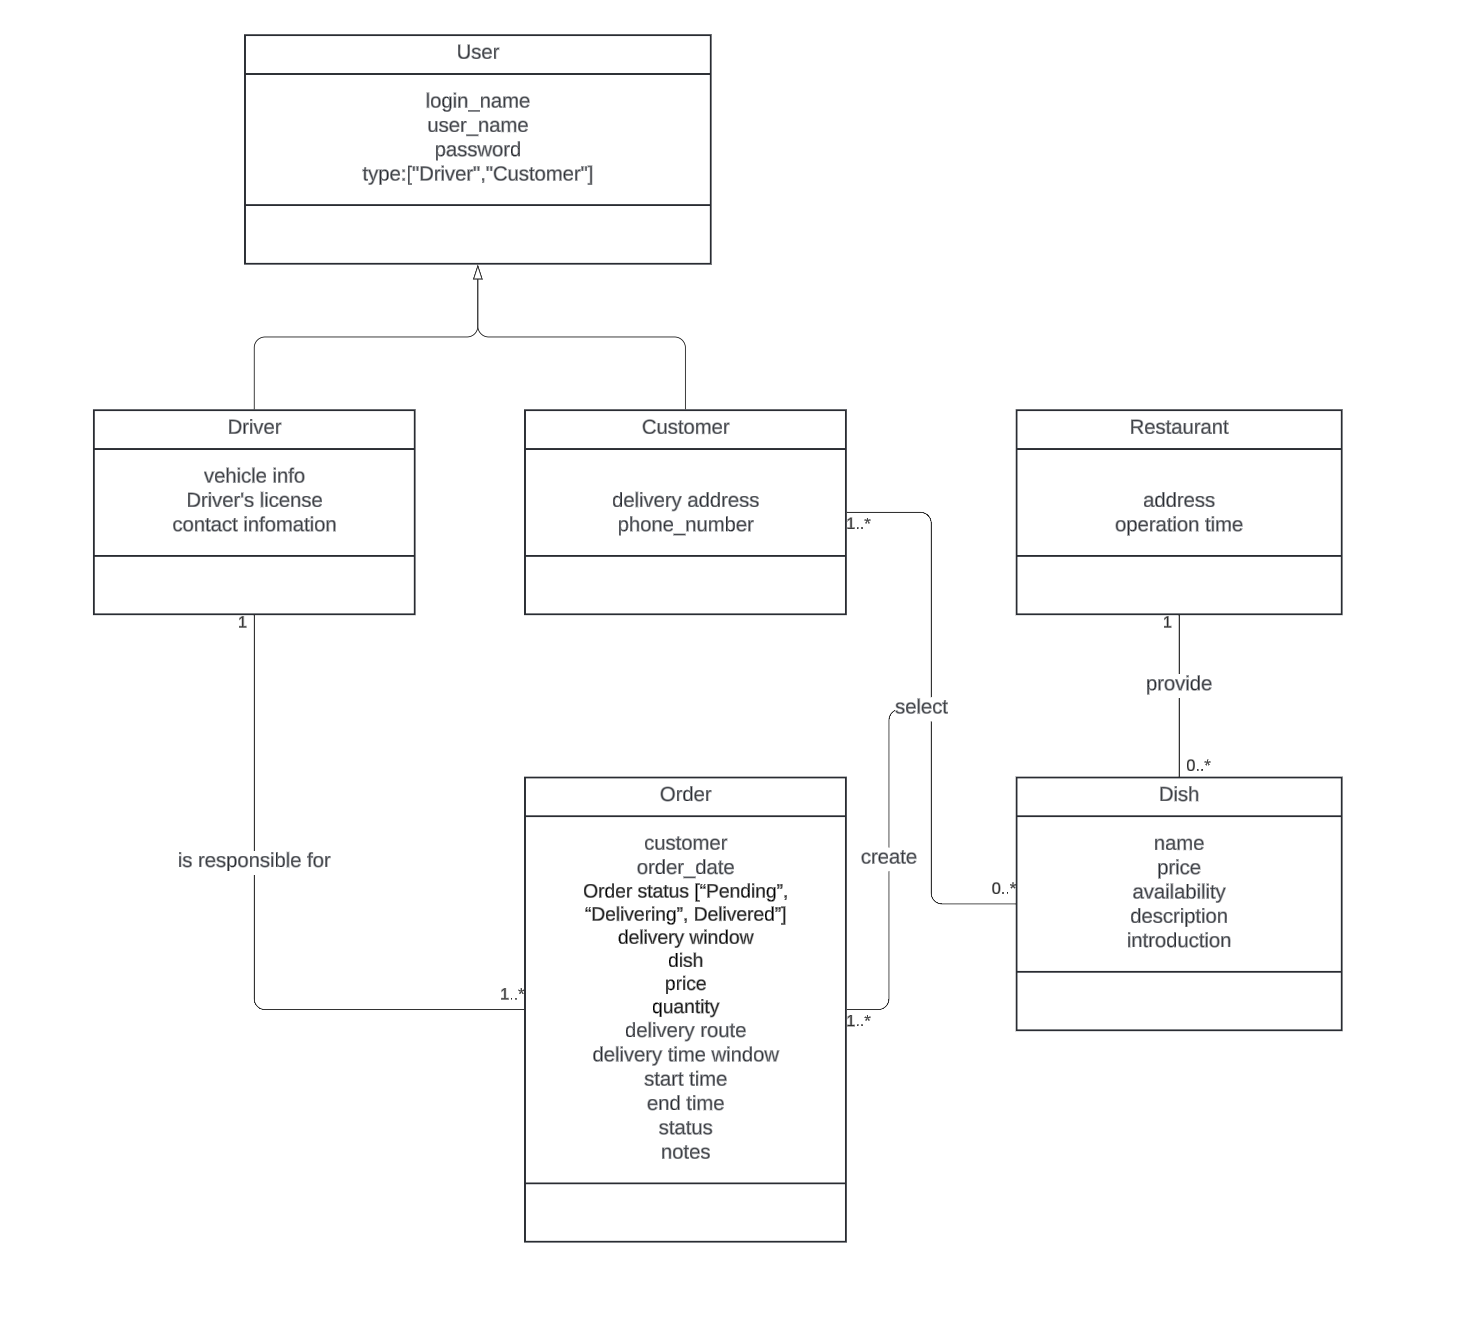 User
login_name
user_name
password
type:["Driver","Customer"]
Driver
vehicle info
Driver's license
contact infomation
Customer
delivery address
phone_number
Restaurant
address
operation time
1..*
1
1
provide
select
0..*
Order
customer
order_date
Order status [“Pending”,
“Delivering”, Delivered”]
delivery window
dish
price
quantity
delivery route
delivery time window
start time
end time
status
notes
Dish
name
price
availability
description
introduction
is responsible for
create
0..*
1..*
1..*